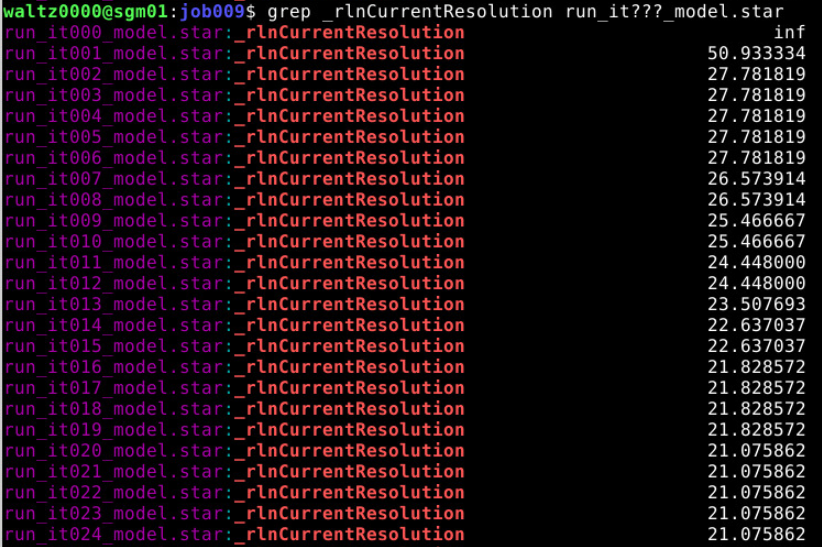 waltz0000@sgm01:job009$ grep _rlnCurrentResolution run_it???_model.star
run_it000_model.star:_rlnCurrentResolution inf
run_it001_model.star:_rlnCurrentResolution 50.933334
run_it002_model.star:_rlnCurrentResolution 27.781819
run_it003_model.star:_rlnCurrentResolution 27.781819
run_it004_model.star:_rlnCurrentResolution 27.781819
run_it005_model.star:_rlnCurrentResolution 27.781819
run_it006_model.star:_rlnCurrentResolution 27.781819
run_it007_model.star:_rlnCurrentResolution 26.573914
run_it008_model.star:_rlnCurrentResolution 26.573914
run_it009_model.star:_rlnCurrentResolution 25.466667
run_it010_model.star:_rlnCurrentResolution 25.466667
run_it011_model.star:_rlnCurrentResolution 24.448000
run_it012_model.star:_rlnCurrentResolution 24.448000
run_it013_model.star:_rlnCurrentResolution 23.507693
run_it014_model.star:_rlnCurrentResolution 22.637037
run_it015_model.star:_rlnCurrentResolution 22.637037
run_it016_model.star:_rlnCurrentResolution 21.828572
run_it017_model.star:_rlnCurrentResolution 21.828572
run_it018_model.star:_rlnCurrentResolution 21.828572
run_it019_model.star:_rlnCurrentResolution 21.828572
run_it020_model.star:_rlnCurrentResolution 21.075862
run_it021_model.star:_rlnCurrentResolution 21.075862
run_it022_model.star:_rlnCurrentResolution 21.075862
run_it023_model.star:_rlnCurrentResolution 21.075862
run_it024_model.star:_rlnCurrentResolution 21.075862